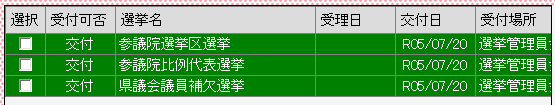 選択 受付可否 選挙名 受理日 交付日 受付場所
交付 参議院選挙区選挙 R05/07/20 選挙管理員
交付 参議院比例代表選挙 R05/07/20 選挙管理員
交付 県議会議員補欠選挙 R05/07/20 選挙管理員